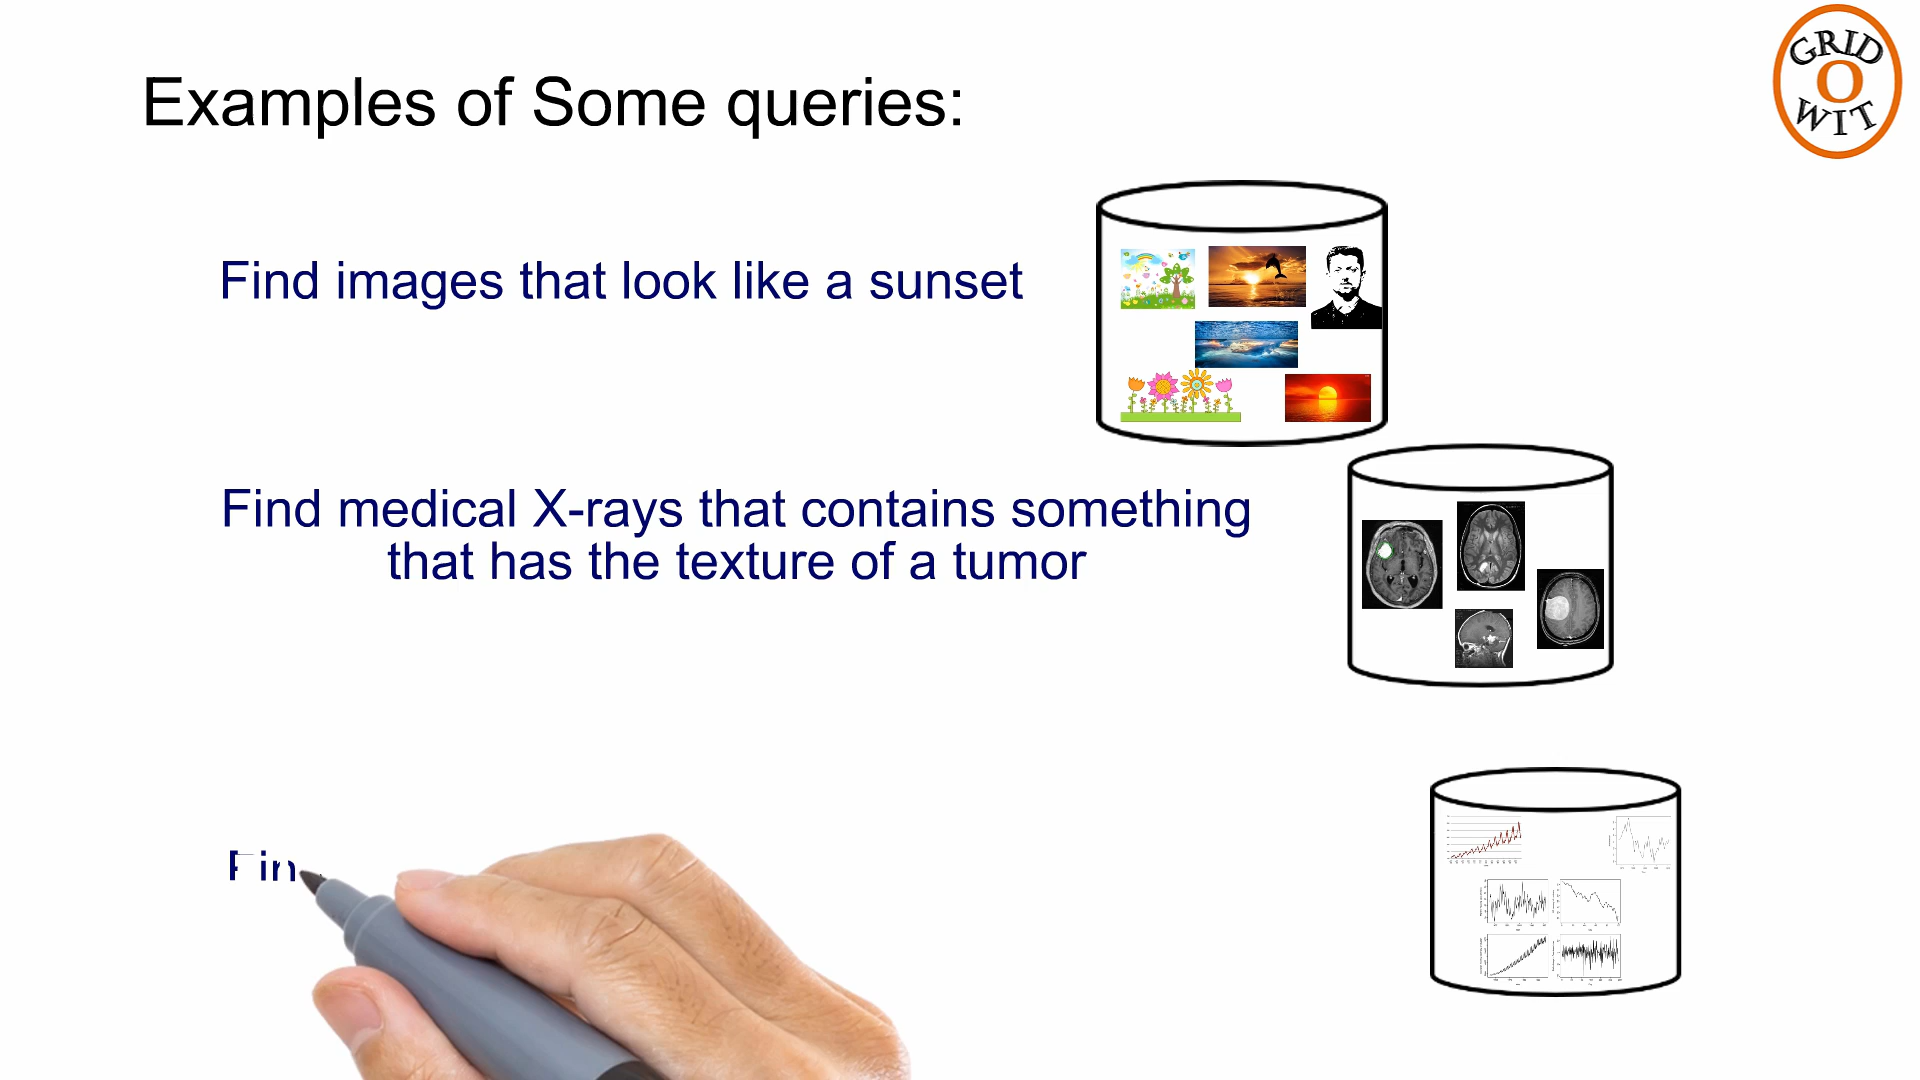 Examples of Some queries:
GRID
O
WIT
Find images that look like a sunset
Find medical X-rays that contains something
that has the texture of a tumor
Fin